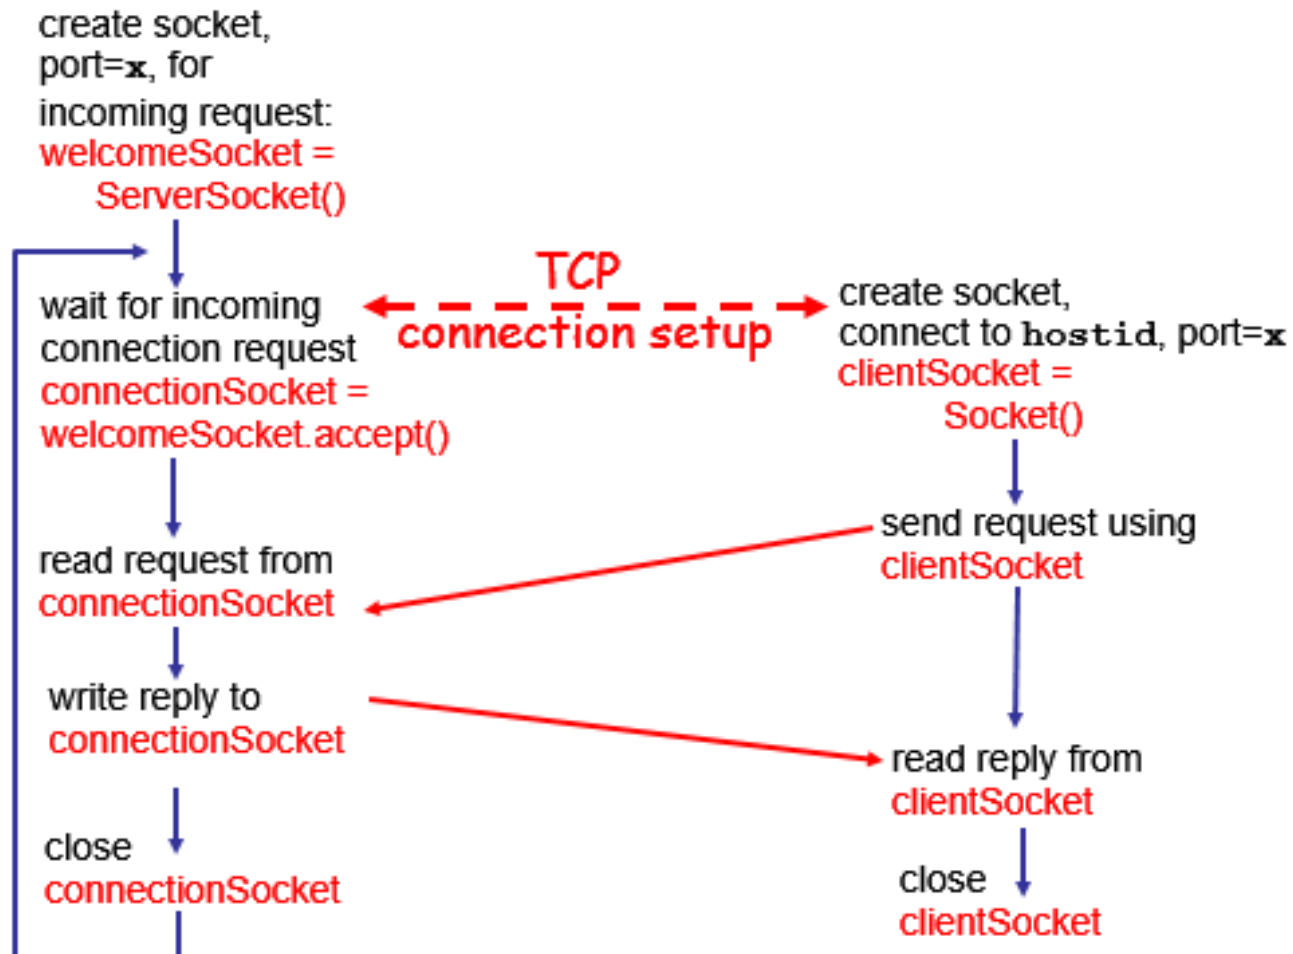 create socket,
port=x, for
incoming request:
welcomeSocket =
ServerSocket()
wait for incoming
connection request
connectionSocket =
welcomeSocket.accept()
read request from
connectionSocket
write reply to
connectionSocket
close
connectionSocket
TCP
connection setup
create socket,
connect to hostid, port=x
clientSocket =
Socket()
send request using
clientSocket
read reply from
clientSocket
close
clientSocket